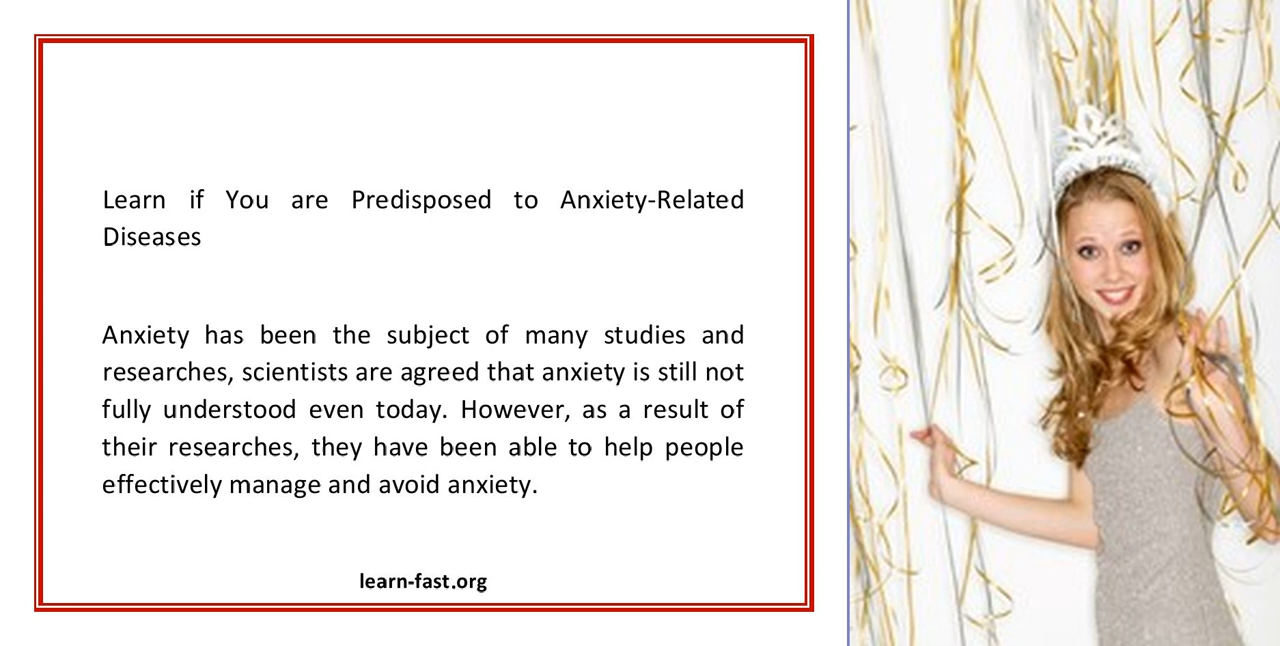 Learn if You are Predisposed to Anxiety-Related
Diseases
Anxiety has been the subject of many studies and
researches, scientists are agreed that anxiety is still not
fully understood even today. However, as a result of
their researches, they have been able to help people
effectively manage and avoid anxiety.
learn-fast.org